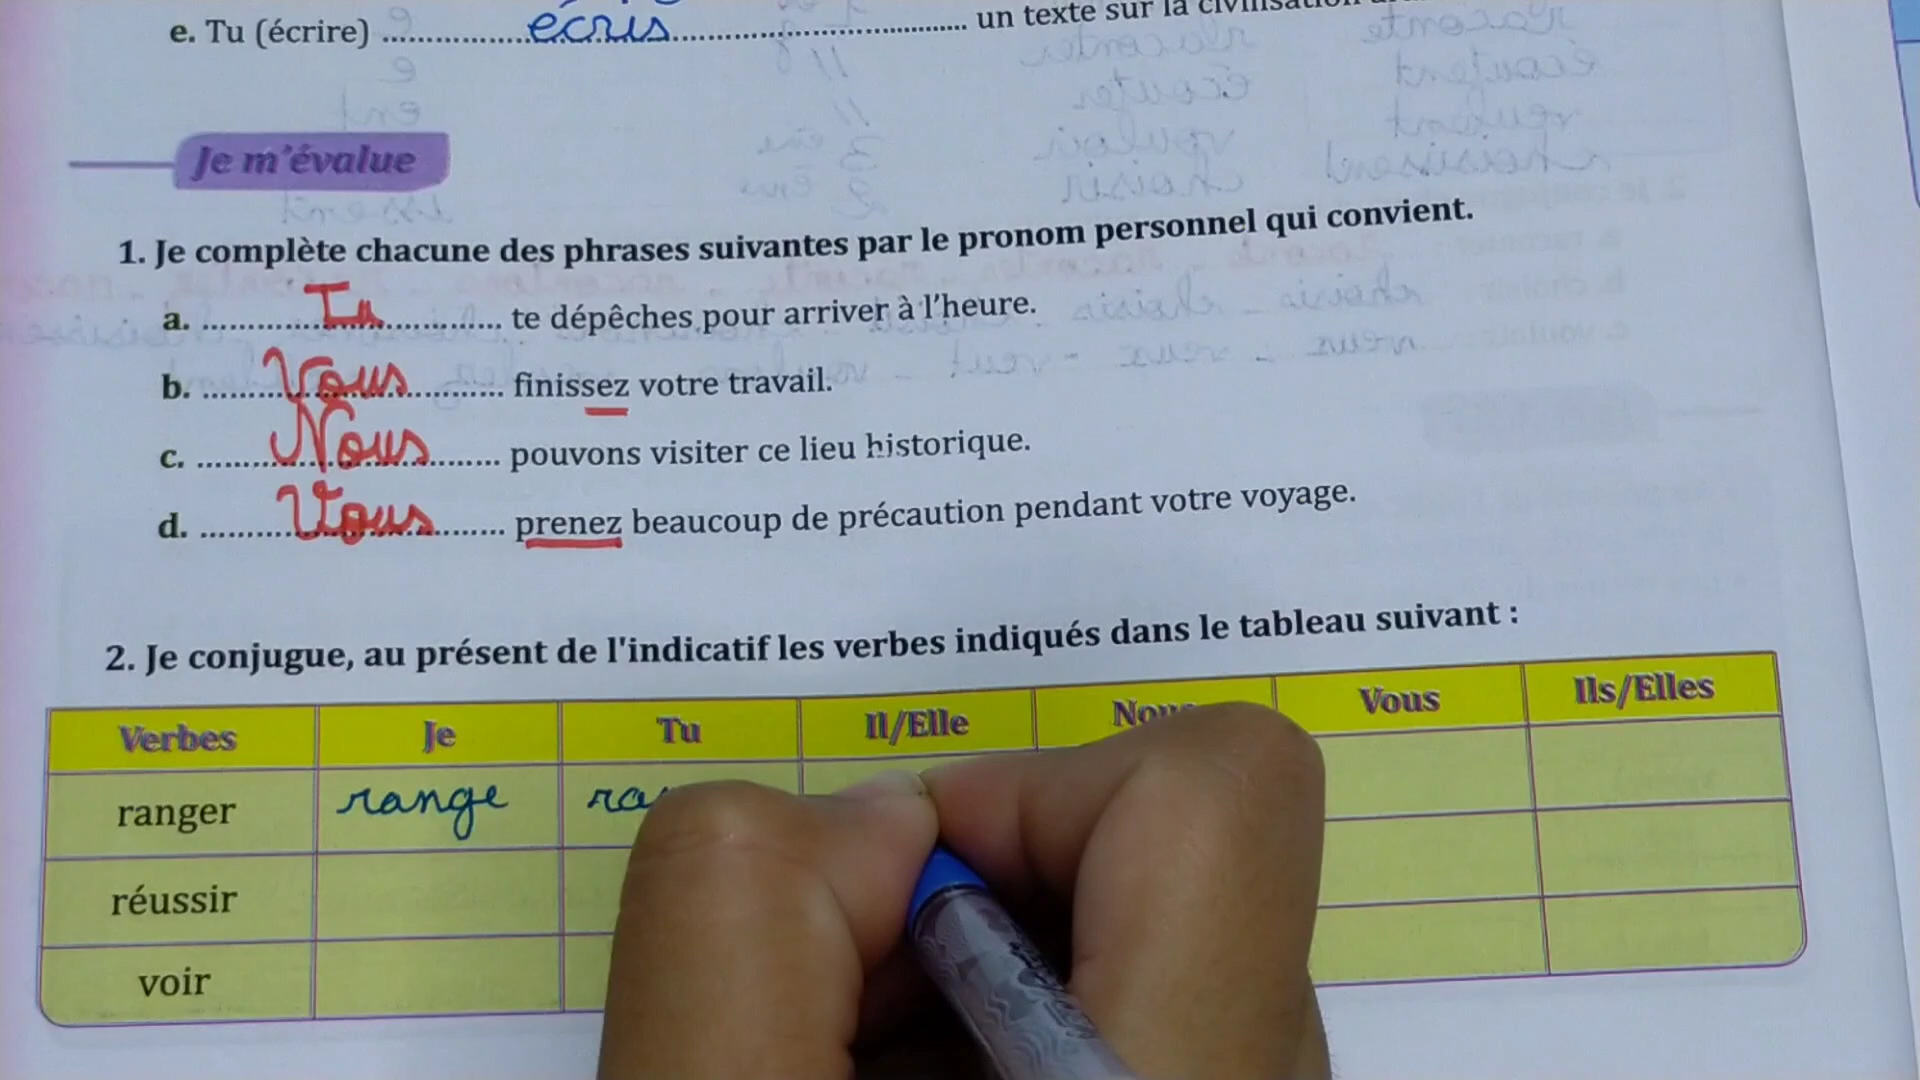 e. Tu (écrire) écris un texte sur la
Je m'évalue
1. Je complète chacune des phrases suivantes par le pronom personnel qui convient.
a. Tu te dépêches pour arriver à l'heure.
b. Vous finissez votre travail.
c. Nous pouvons visiter ce lieu historique.
d. Vous prenez beaucoup de précaution pendant votre voyage.
2. Je conjugue, au présent de l'indicatif les verbes indiqués dans le tableau suivant :
Verbes Je Tu Il/Elle Nous Vous Ils/Elles
ranger range ra
réussir
voir